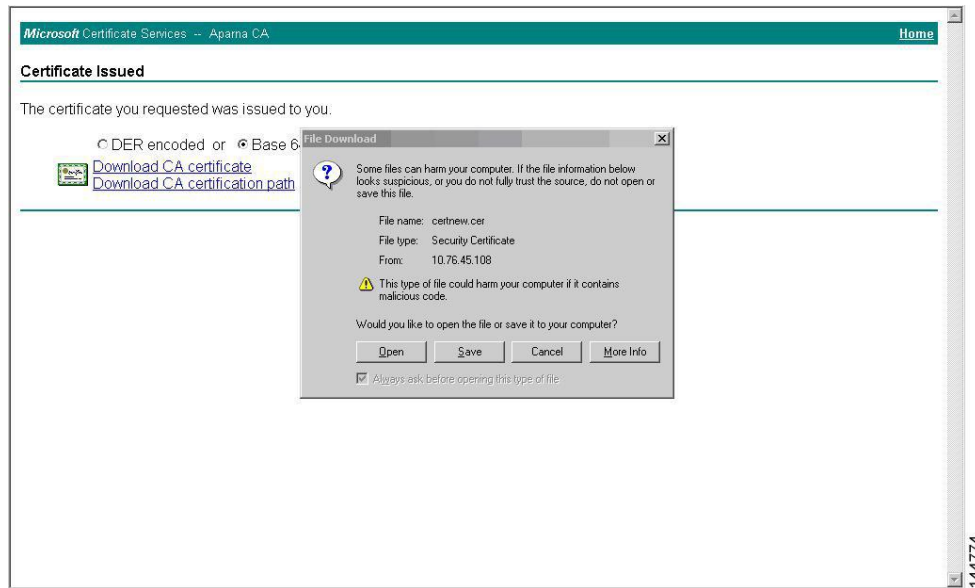 Microsoft Certificate Services -- Aparna CA Home
Certificate Issued
The certificate you requested was issued to you.
DER encoded or Base 6
Download CA certificate
Download CA certification path
File Download
Some files can harm your computer. If the file information below
looks suspicious, or you do not fully trust the source, do not open or
save this file.
File name: certnew.cer
File type: Security Certificate
From: 10.76.45.108
This type of file could harm your computer if it contains
malicious code.
Would you like to open the file or save it to your computer?
Open Save Cancel More Info
Always ask before opening this type of file